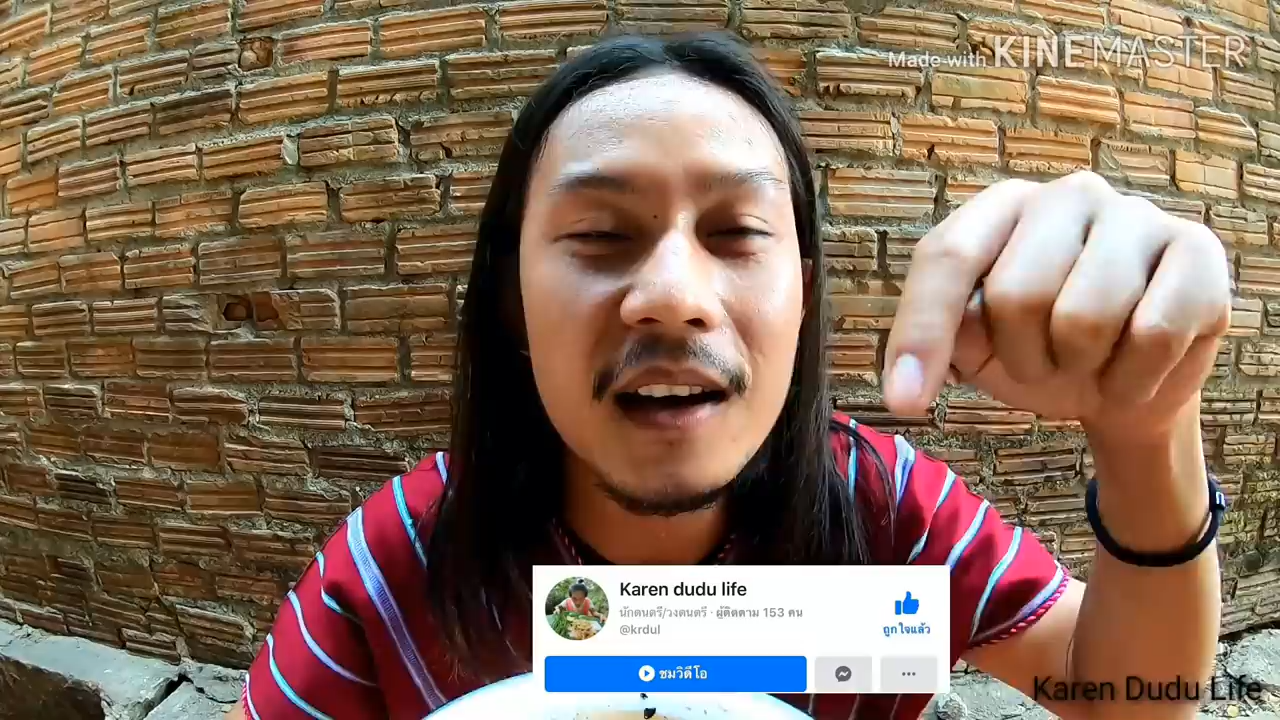 Made with KINEMASTER
Karen dudu life
นักดนตรี/วงดนตรี · ผู้ติดตาม 153 คน
@krdul
ถูกใจแล้ว
ชมวิดีโอ
Karen Dudu Life